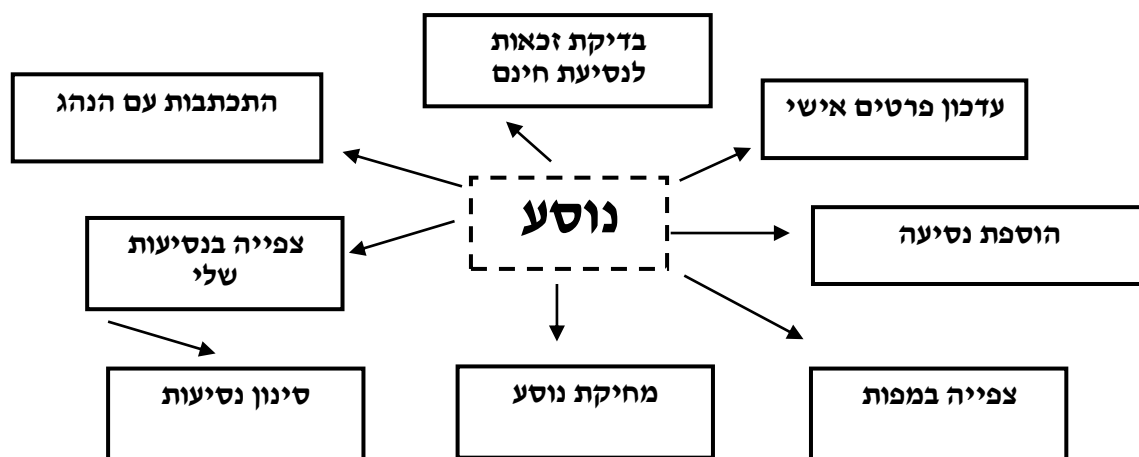 בדיקת זכאות
לנסיעת חינם
התכתבות עם הנהג
עדכון פרטים אישי
נוסע
צפייה בנסיעות
שלי
הוספת נסיעה
סינון נסיעות
מחיקת נוסע
צפייה במפות